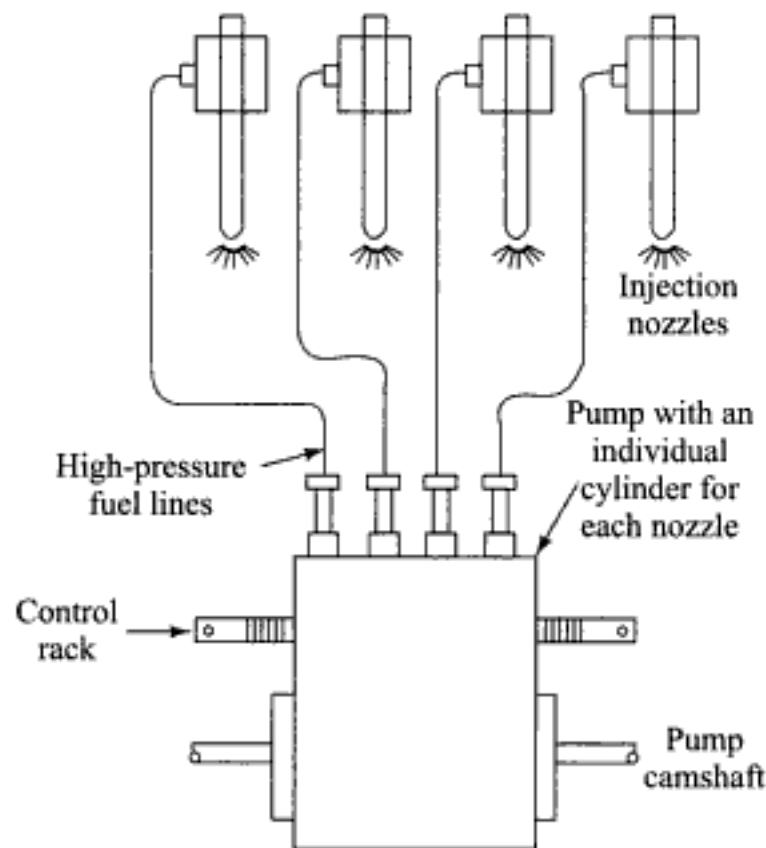 Injection
nozzles
Pump with an
individual
cylinder for
each nozzle
High-pressure
fuel lines
Control
rack
Pump
camshaft